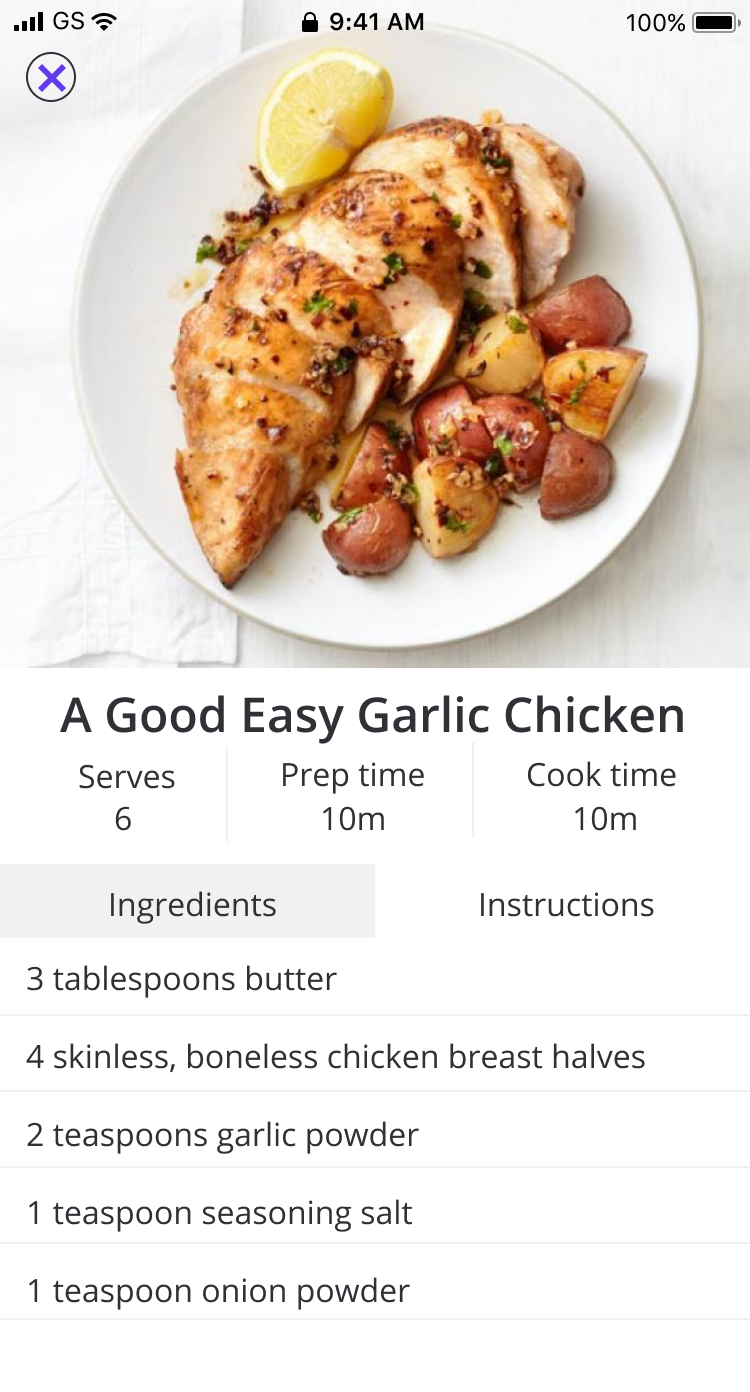 GS 9:41 AM 100%
A Good Easy Garlic Chicken
Serves Prep time Cook time
6 10m 10m
Ingredients Instructions
3 tablespoons butter
4 skinless, boneless chicken breast halves
2 teaspoons garlic powder
1 teaspoon seasoning salt
1 teaspoon onion powder